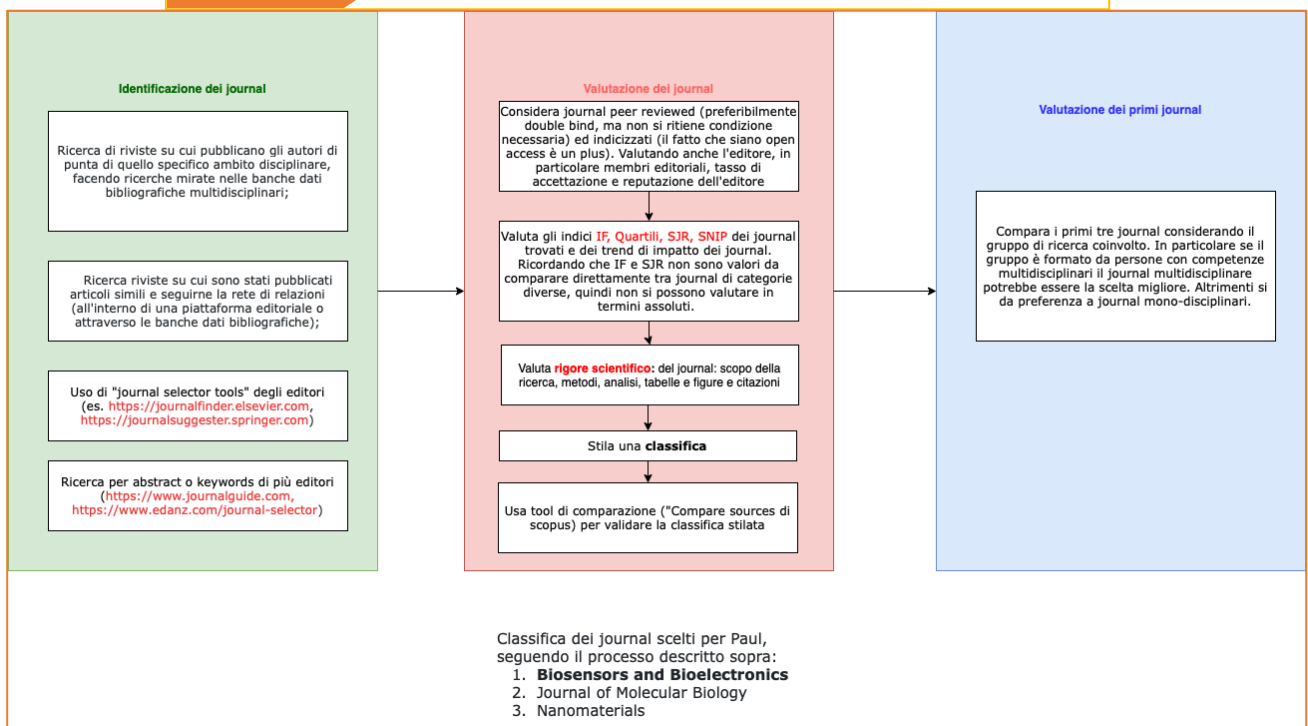 Identificazione dei journal
Ricerca di riviste su cui pubblicano gli autori di
punta di quello specifico ambito disciplinare,
facendo ricerche mirate nelle banche dati
bibliografiche multidisciplinari;
Ricerca riviste su cui sono stati pubblicati
articoli simili e seguirne la rete di relazioni
(all'interno di una piattaforma editoriale o
attraverso le banche dati bibliografiche);
Uso di "journal selector tools" degli editori
(es. https://journalfinder.elsevier.com,
https://journalsuggester.springer.com)
Ricerca per abstract o keywords di più editori
(https://www.journalguide.com,
https://www.edanz.com/journal-selector)
Valutazione dei journal
Considera journal peer reviewed (preferibilmente
double bind, ma non si ritiene condizione
necessaria) ed indicizzati (il fatto che siano open
access è un plus). Valutando anche l'editore, in
particolare membri editoriali, tasso di
accettazione e reputazione dell'editore
Valuta gli indici IF, Quartili, SJR, SNIP dei journal
trovati e dei trend di impatto dei journal.
Ricordando che IF e SJR non sono valori da
comparare direttamente tra journal di categorie
diverse, quindi non si possono valutare in
termini assoluti.
Valuta rigore scientifico: del journal: scopo della
ricerca, metodi, analisi, tabelle e figure e citazioni
Stila una classifica
Usa tool di comparazione ("Compare sources di
scopus) per validare la classifica stilata
Valutazione dei primi journal
Compara i primi tre journal considerando il
gruppo di ricerca coinvolto. In particolare se il
gruppo è formato da persone con competenze
multidisciplinari il journal multidisciplinare
potrebbe essere la scelta migliore. Altrimenti si
da preferenza a journal mono-disciplinari.
Classifica dei journal scelti per Paul,
seguendo il processo descritto sopra:
1. Biosensors and Bioelectronics
2. Journal of Molecular Biology
3. Nanomaterials